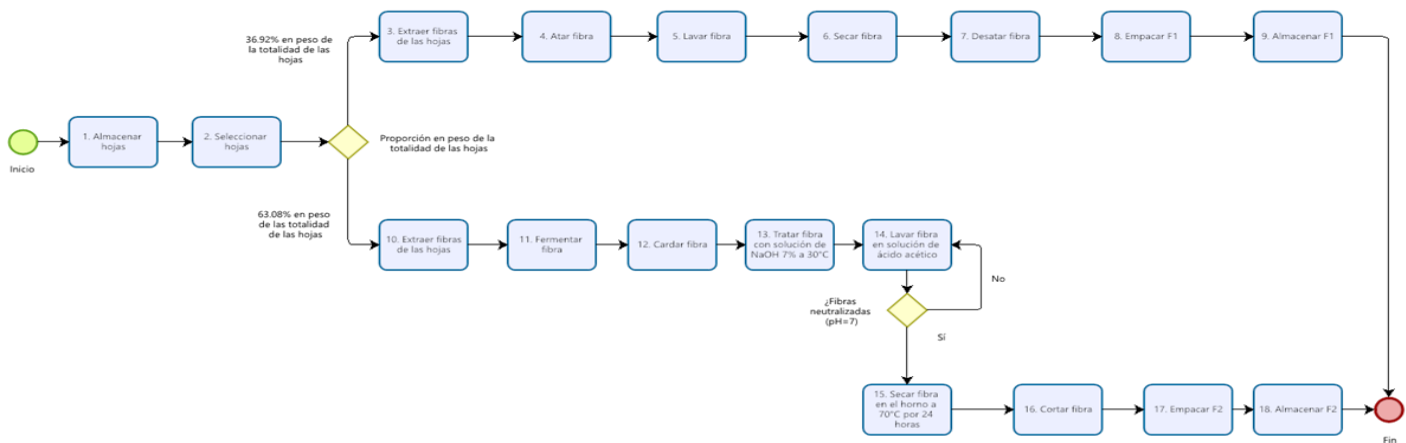 36.92% en peso de
la totalidad de las
hojas
3. Extraer fibras
de las hojas
4. Atar fibra
5. Lavar fibra
6. Secar fibra
7. Desatar fibra
8. Empacar F1
9. Almacenar F1
Inicio
1. Almacenar
hojas
2. Seleccionar
hojas
Proporción en peso de la
totalidad de las hojas
63.08% en peso
de las totalidad
de las hojas
10. Extraer fibras
de las hojas
11. Fermentar
fibra
12. Cardar fibra
13. Tratar fibra
con solución de
NaOH 7% a 30°C
14. Lavar fibra
en solución de
ácido acético
No
¿Fibras
neutralizadas
(pH=7)
Sí
15. Secar fibra
en el horno a
70°C por 24
horas
16. Cortar fibra
17. Empacar F2
18. Almacenar F2
Fin